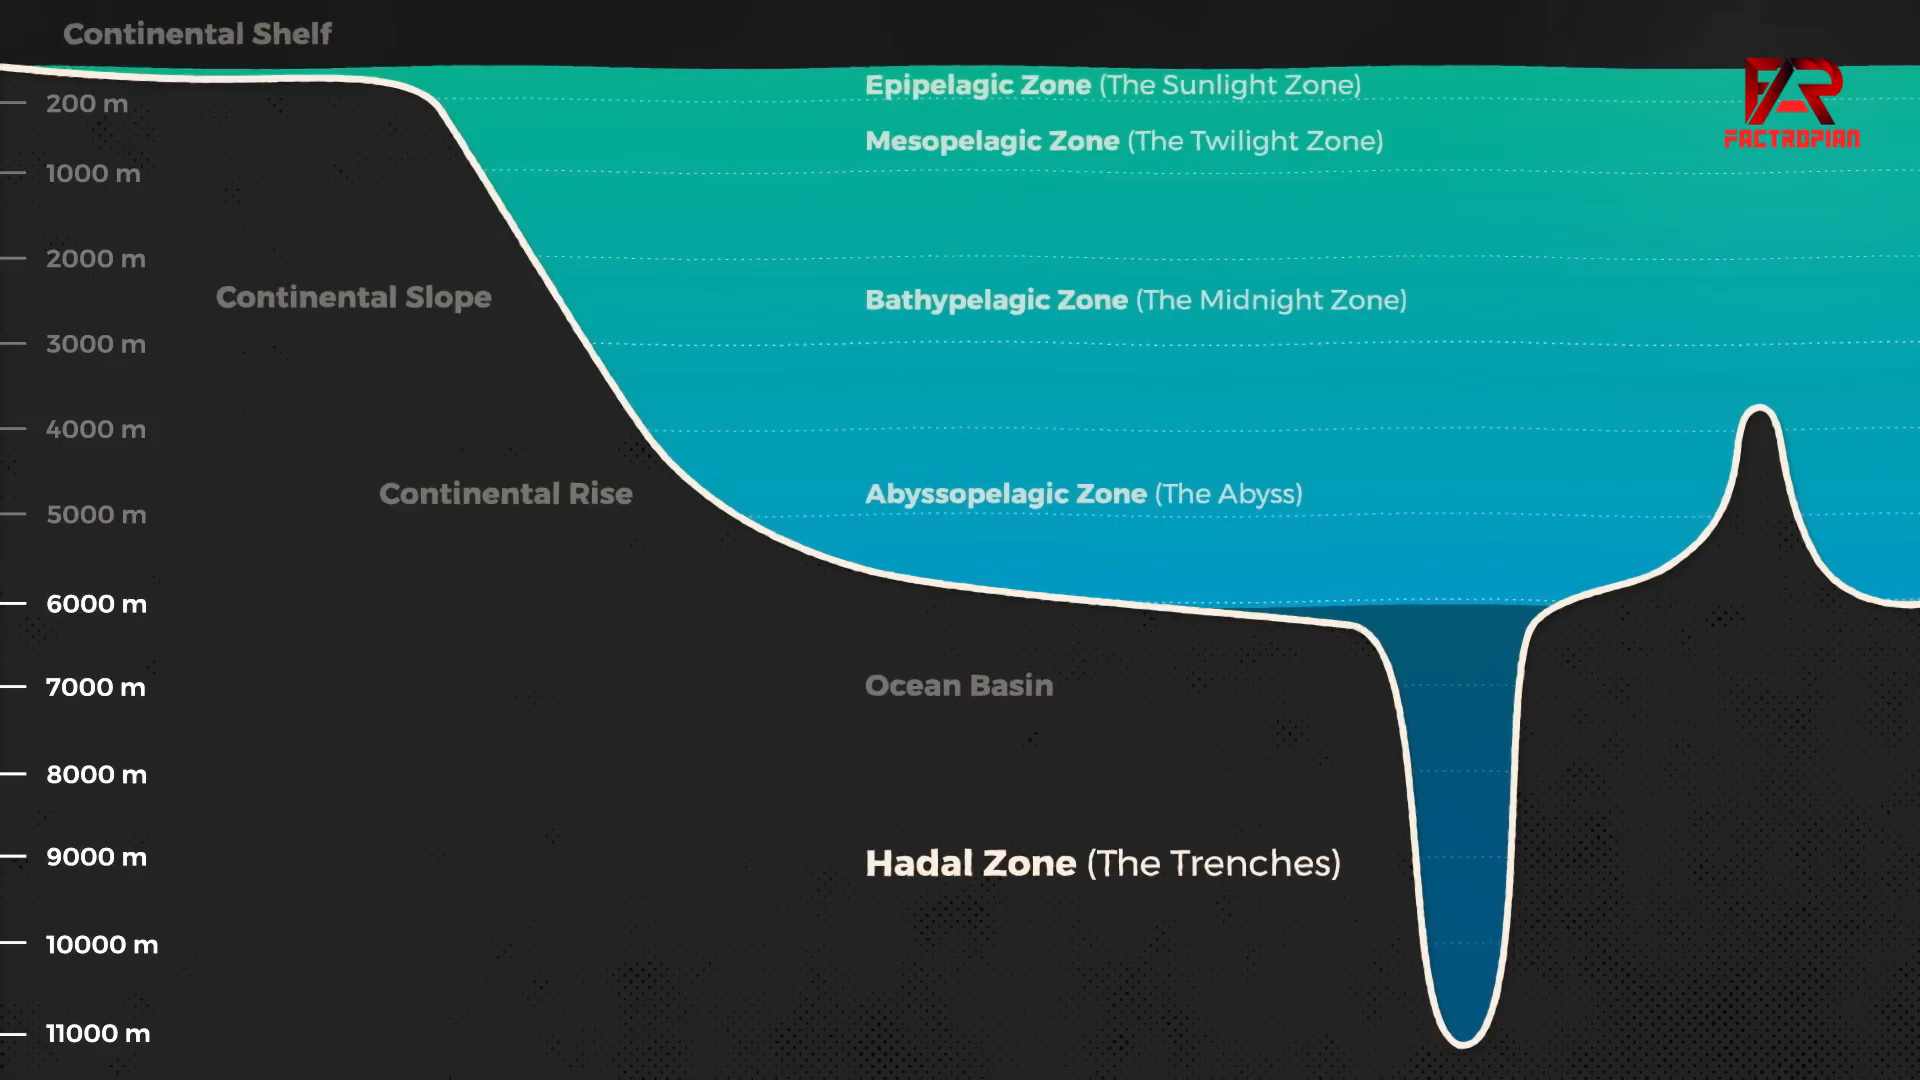 Continental Shelf
Epipelagic Zone (The Sunlight Zone)
FACTROPIAN
200 m
Mesopelagic Zone (The Twilight Zone)
1000 m
2000 m
Continental Slope
Bathypelagic Zone (The Midnight Zone)
3000 m
4000 m
Continental Rise
Abyssopelagic Zone (The Abyss)
5000 m
6000 m
7000 m
Ocean Basin
8000 m
9000 m
Hadal Zone (The Trenches)
10000 m
11000 m